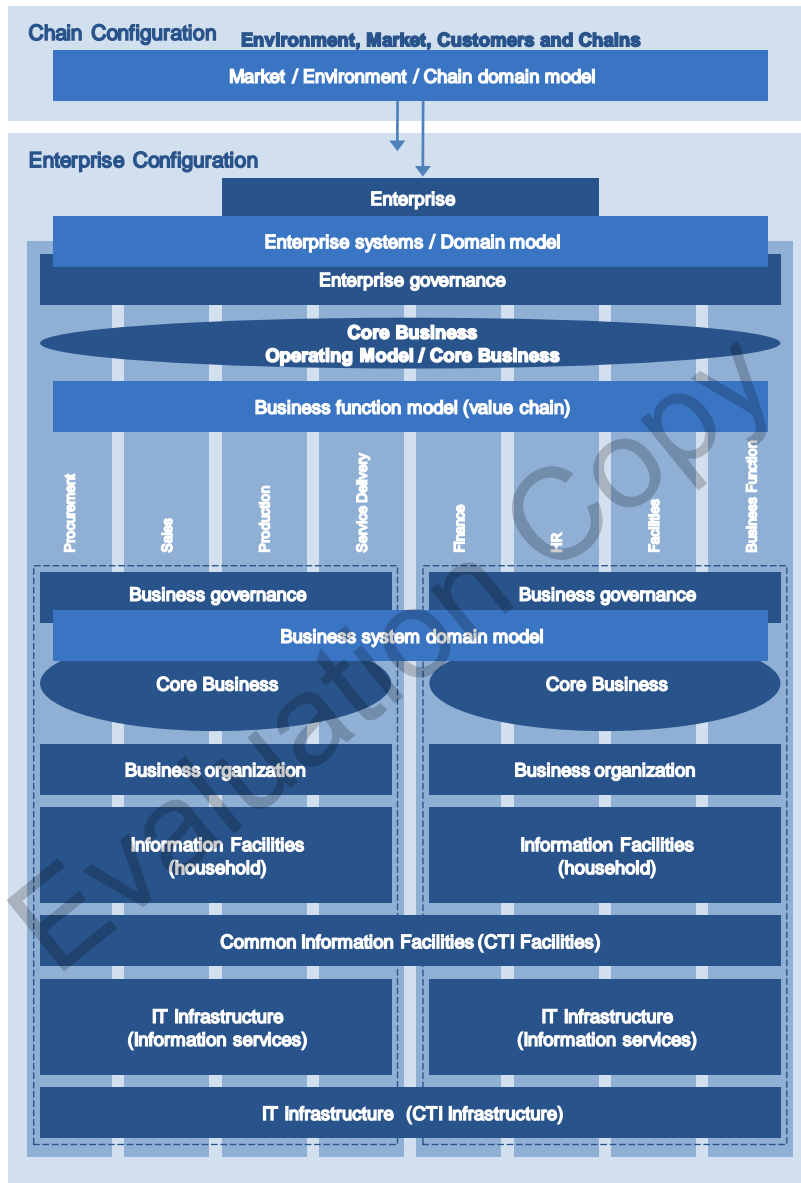 Chain Configuration
Environment, Market, Customers and Chains
Market / Environment / Chain domain model
Enterprise Configuration
Enterprise
Enterprise systems / Domain model
Enterprise governance
Core Business
Operating Model / Core Business
Business function model (value chain)
Procurement
Sales
Production
Service Delivery
Finance
HR
Facilities
Business Function
Business governance
Business governance
Business system domain model
Core Business
Core Business
Business organization
Business organization
Information Facilities
(household)
Information Facilities
(household)
Common Information Facilities (CTI Facilities)
IT Infrastructure
(Information services)
IT Infrastructure
(Information services)
IT Infrastructure (CTI Infrastructure)
Evaluation Copy